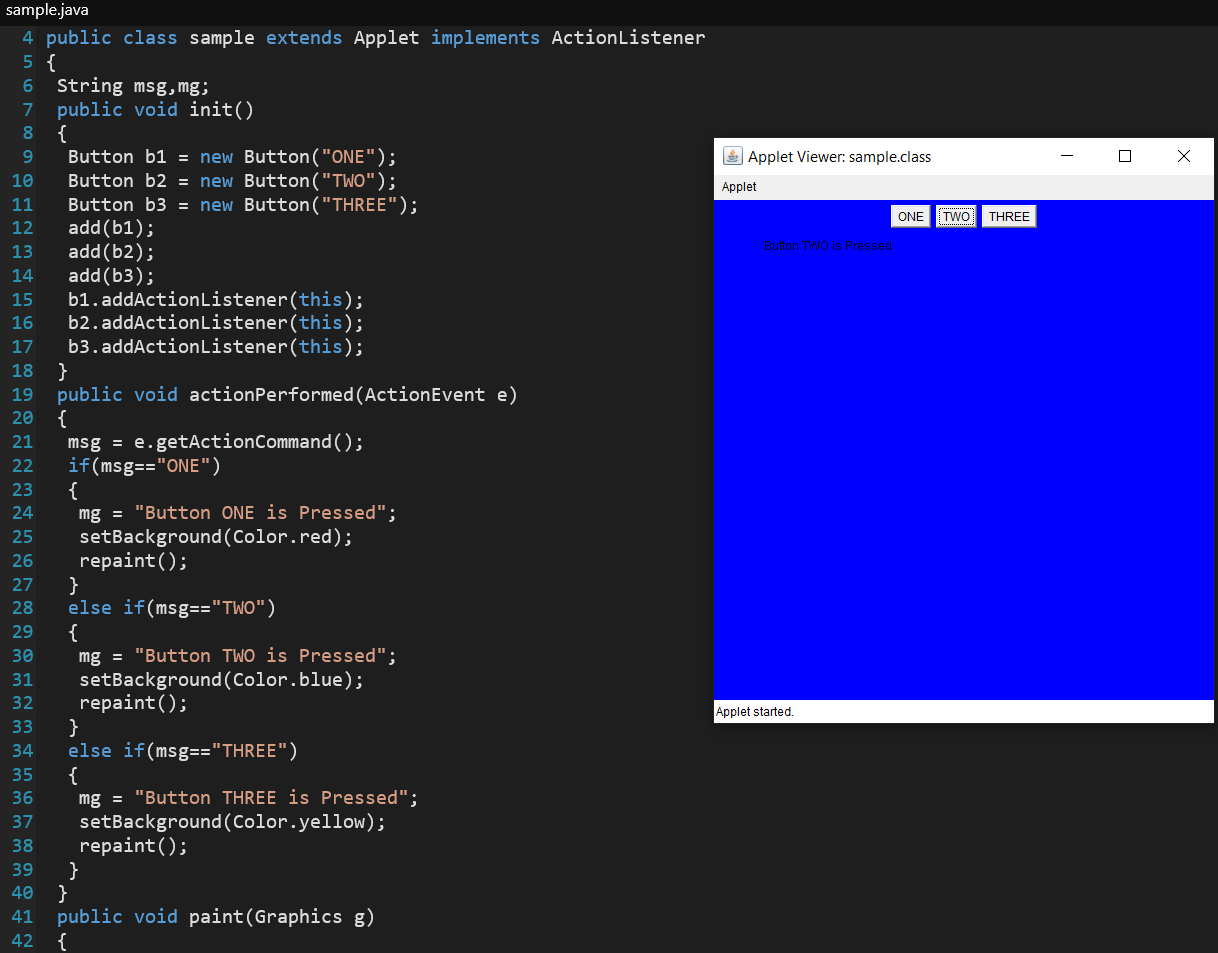 sample.java
4 public class sample extends Applet implements ActionListener
5 {
6 String msg,mg;
7 public void init()
8 {
9 Button b1 = new Button("ONE");
10 Button b2 = new Button("TWO");
11 Button b3 = new Button("THREE");
12 add(b1);
13 add(b2);
14 add(b3);
15 b1.addActionListener(this);
16 b2.addActionListener(this);
17 b3.addActionListener(this);
18 }
19 public void actionPerformed(ActionEvent e)
20 {
21 msg = e.getActionCommand();
22 if(msg=="ONE")
23 {
24 mg = "Button ONE is Pressed";
25 setBackground(Color.red);
26 repaint();
27 }
28 else if(msg=="TWO")
29 {
30 mg = "Button TWO is Pressed";
31 setBackground(Color.blue);
32 repaint();
33 }
34 else if(msg=="THREE")
35 {
36 mg = "Button THREE is Pressed";
37 setBackground(Color.yellow);
38 repaint();
39 }
40 }
41 public void paint(Graphics g)
42 {
Applet Viewer: sample.class
Applet
ONE TWO THREE
Button TWO is Pressed
Applet started.